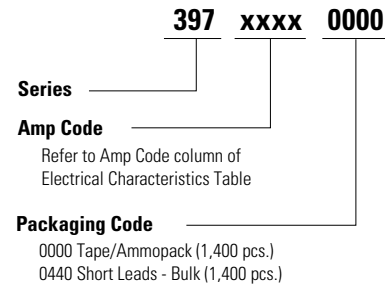 397 xxxx 0000
Series
Amp Code
Refer to Amp Code column of
Electrical Characteristics Table
Packaging Code
0000 Tape/Ammopack (1,400 pcs.)
0440 Short Leads - Bulk (1,400 pcs.)